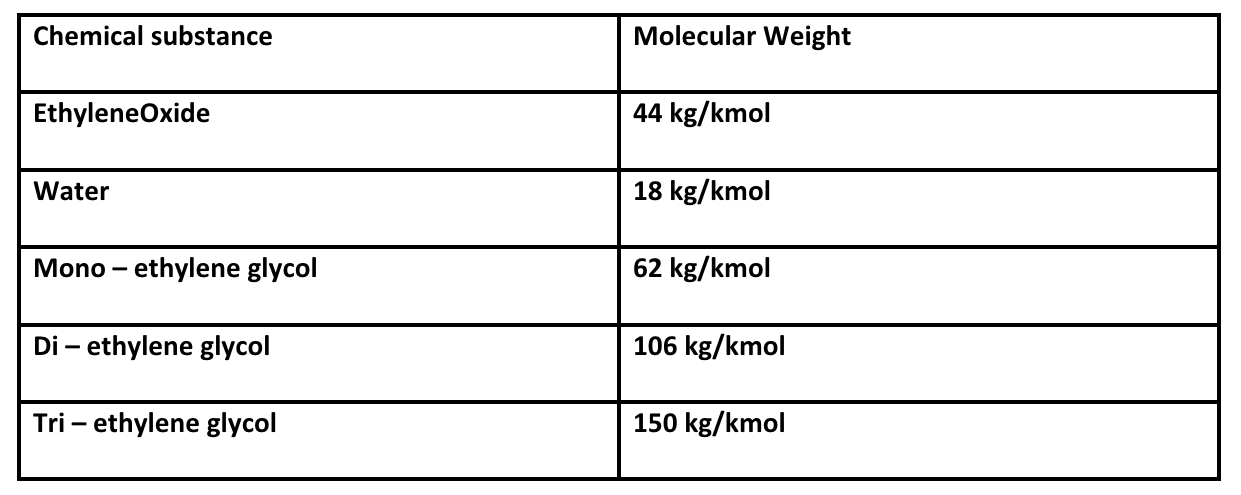 Chemical substance Molecular Weight
EthyleneOxide 44 kg/kmol
Water 18 kg/kmol
Mono – ethylene glycol 62 kg/kmol
Di – ethylene glycol 106 kg/kmol
Tri – ethylene glycol 150 kg/kmol